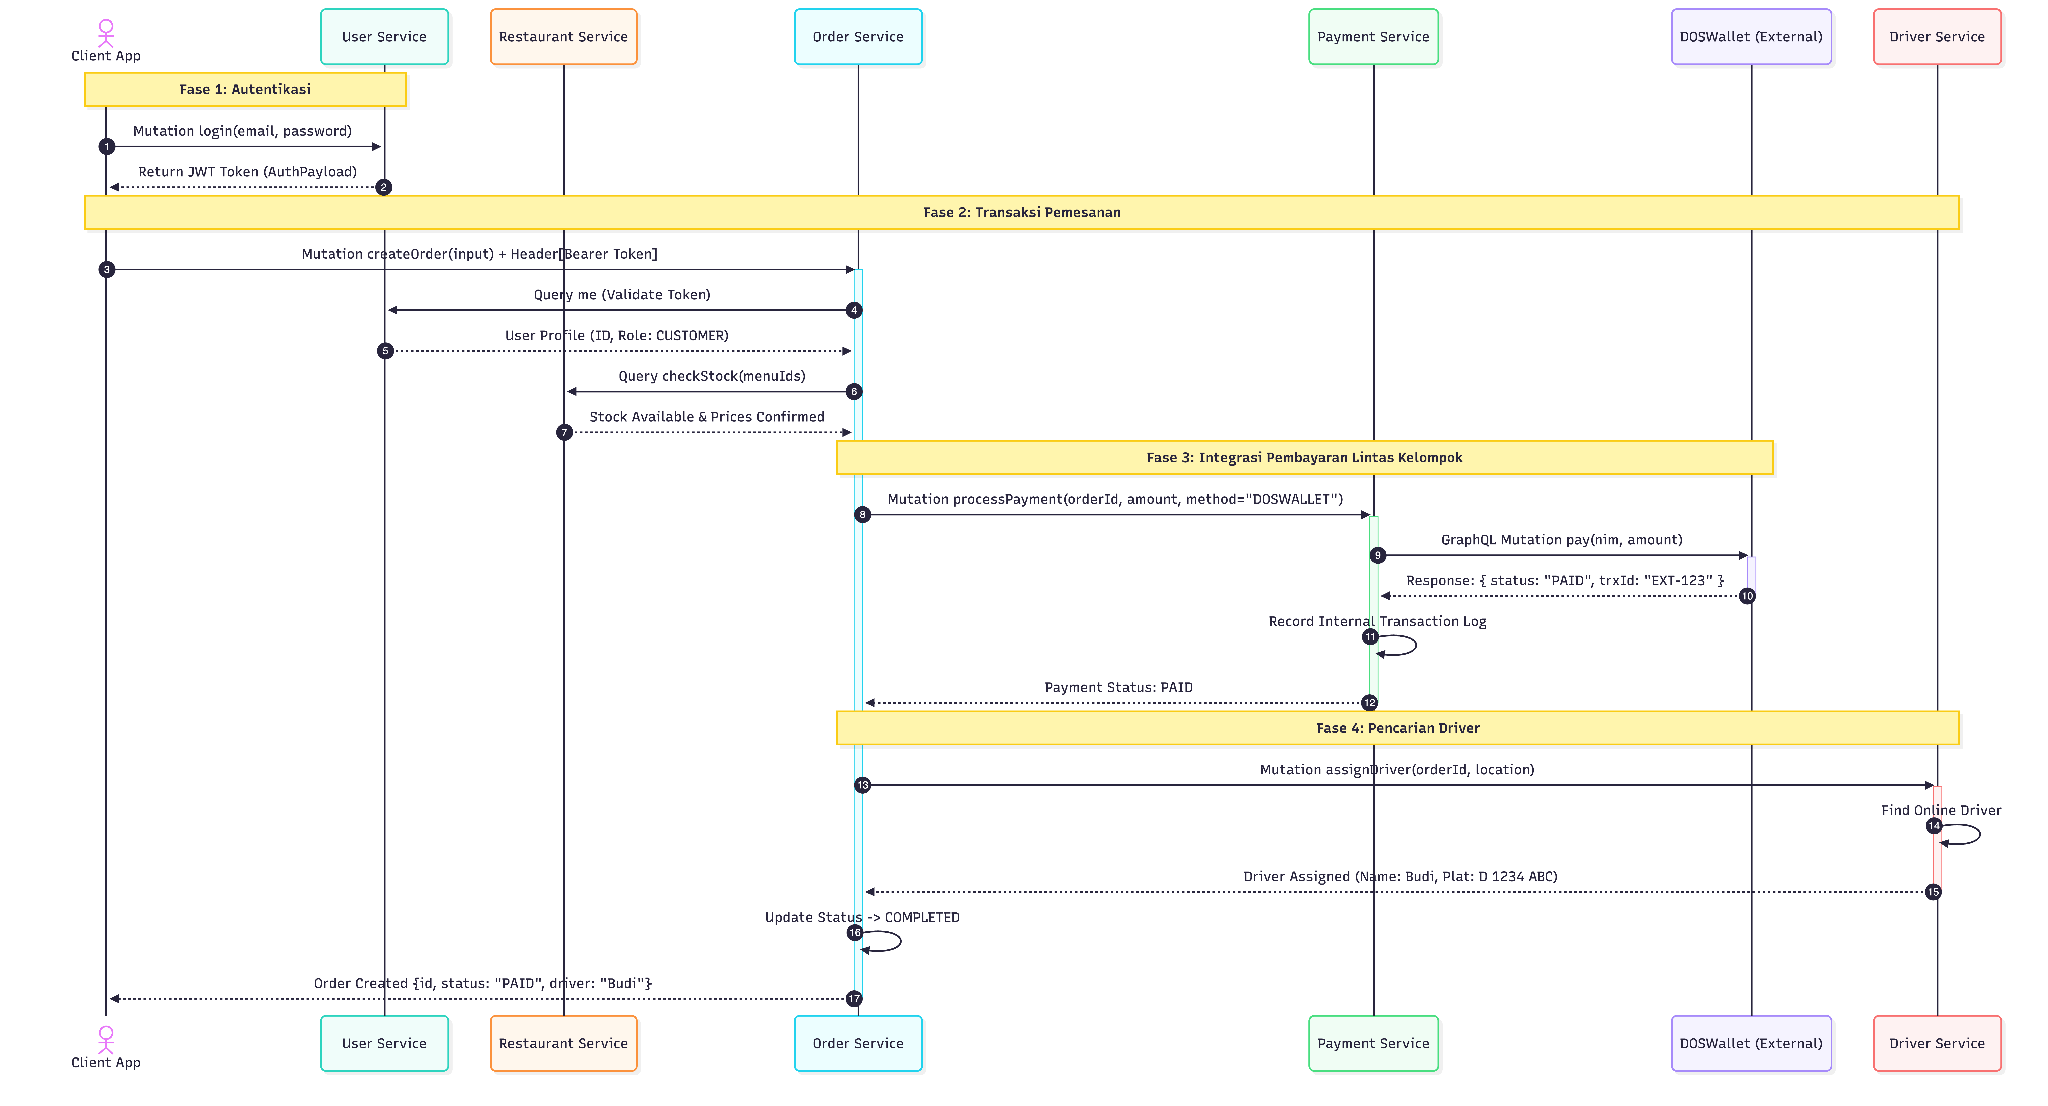 Client App
User Service
Restaurant Service
Order Service
Payment Service
DOSWallet (External)
Driver Service
Fase 1: Autentikasi
Mutation login(email, password)
1
Return JWT Token (AuthPayload)
2
Fase 2: Transaksi Pemesanan
Mutation createOrder(input) + Header[Bearer Token]
3
Query me (Validate Token)
4
User Profile (ID, Role: CUSTOMER)
5
Query checkStock(menuIds)
6
Stock Available & Prices Confirmed
7
Fase 3: Integrasi Pembayaran Lintas Kelompok
Mutation processPayment(orderId, amount, method="DOSWALLET")
8
GraphQL Mutation pay(nim, amount)
9
Response: { status: "PAID", trxId: "EXT-123" }
10
Record Internal Transaction Log
11
Payment Status: PAID
12
Fase 4: Pencarian Driver
Mutation assignDriver(orderId, location)
13
Find Online Driver
14
Driver Assigned (Name: Budi, Plat: D 1234 ABC)
15
Update Status -> COMPLETED
16
Order Created {id, status: "PAID", driver: "Budi"}
17
Client App
User Service
Restaurant Service
Order Service
Payment Service
DOSWallet (External)
Driver Service